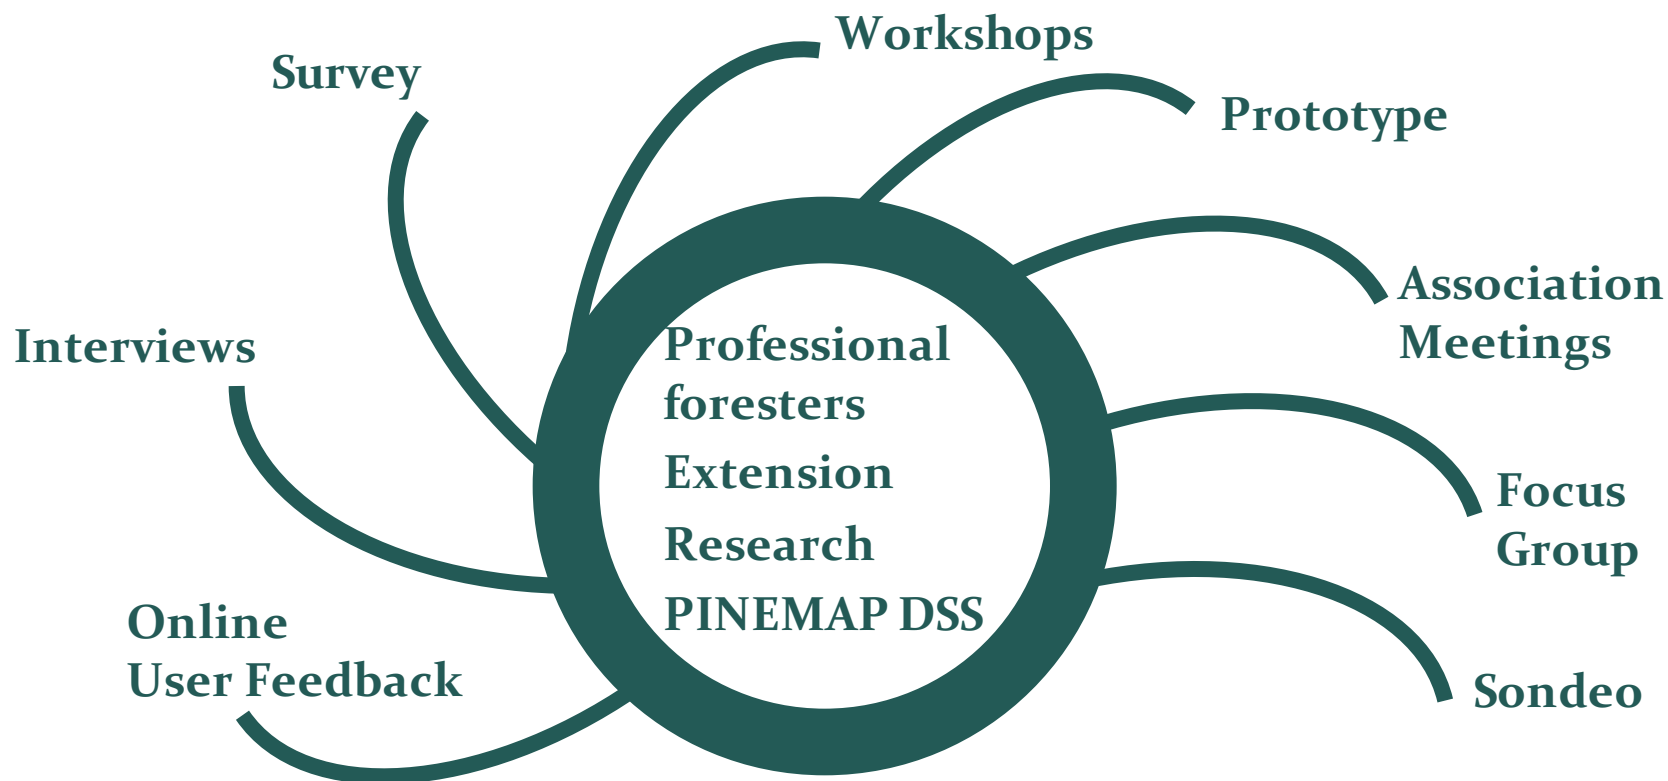 Workshops
Survey
Prototype
Association
Meetings
Interviews
Professional
foresters
Extension
Research
PINEMAP DSS
Focus
Group
Online
User Feedback
Sondeo